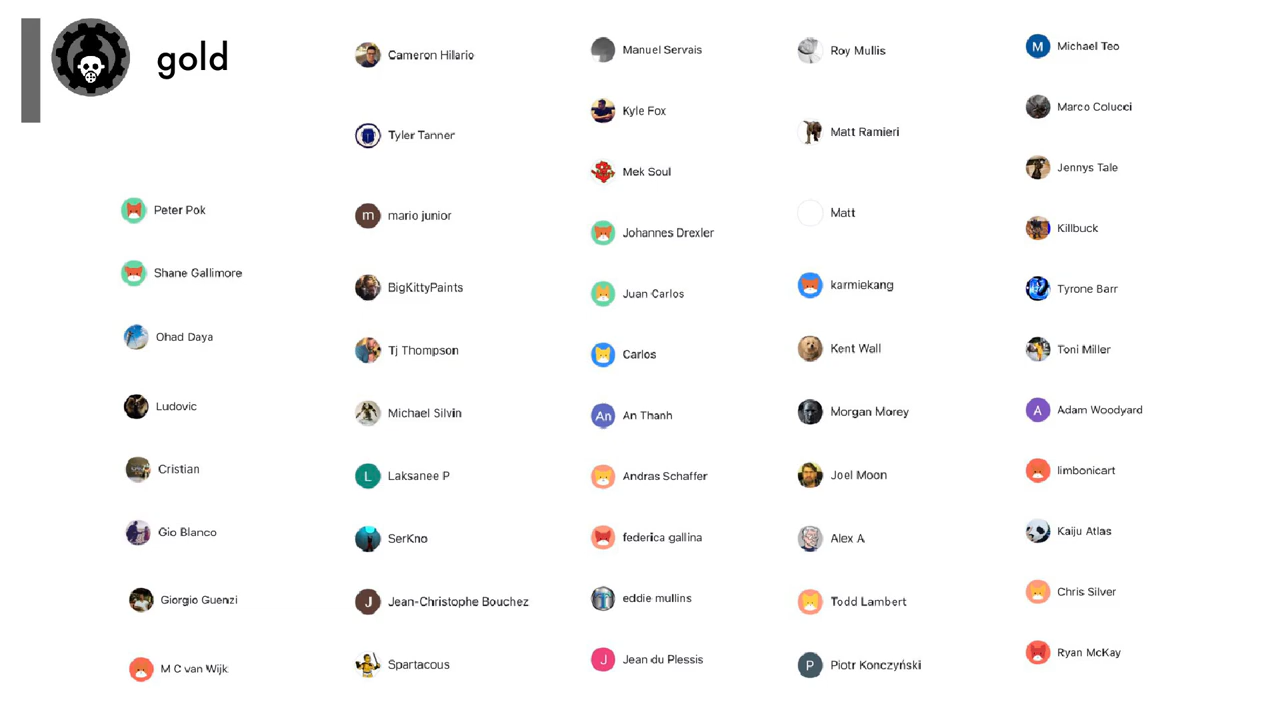 gold
Peter Pok
Shane Gallimore
Ohad Daya
Ludovic
Cristian
Gio Blanco
Giorgio Guenzi
M C van Wijk
Cameron Hilario
Tyler Tanner
m mario junior
BigKittyPaints
Tj Thompson
Michael Silvin
L Laksanee P
SerKno
J Jean-Christophe Bouchez
Spartacous
Manuel Servais
Kyle Fox
Mek Soul
Johannes Drexler
Juan Carlos
Carlos
An An Thanh
Andras Schaffer
federica gallina
eddie mullins
J Jean du Plessis
Roy Mullis
Matt Ramieri
Matt
karmiekang
Kent Wall
Morgan Morey
Joel Moon
Alex A
Todd Lambert
P Piotr Konczyński
M Michael Teo
Marco Colucci
Jennys Tale
Killbuck
Tyrone Barr
Toni Miller
A Adam Woodyard
limbonicart
Kaiju Atlas
Chris Silver
Ryan McKay